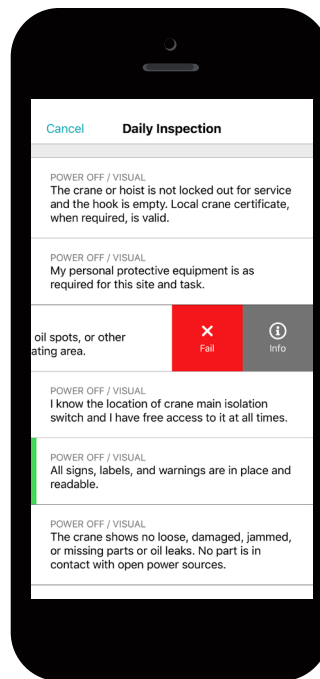 Cancel Daily Inspection
POWER OFF / VISUAL
The crane or hoist is not locked out for service
and the hook is empty. Local crane certificate,
when required, is valid.
POWER OFF / VISUAL
My personal protective equipment is as
required for this site and task.
oil spots, or other
ating area.
Fail
Info
POWER OFF / VISUAL
I know the location of crane main isolation
switch and I have free access to it at all times.
POWER OFF / VISUAL
All signs, labels, and warnings are in place and
readable.
POWER OFF / VISUAL
The crane shows no loose, damaged, jammed,
or missing parts or oil leaks. No part is in
contact with open power sources.